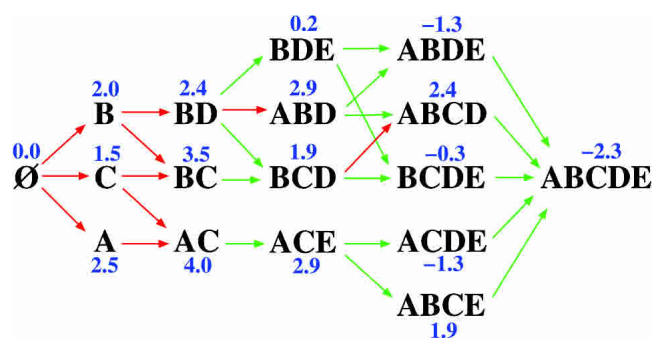 0.2
−1.3
BDE
ABDE
2.0
2.4
2.9
2.4
B
BD
ABD
ABCD
0.0
1.5
3.5
1.9
−0.3
−2.3
Ø
C
BC
BCD
BCDE
ABCDE
A
AC
ACE
ACDE
2.5
4.0
2.9
−1.3
ABCE
1.9